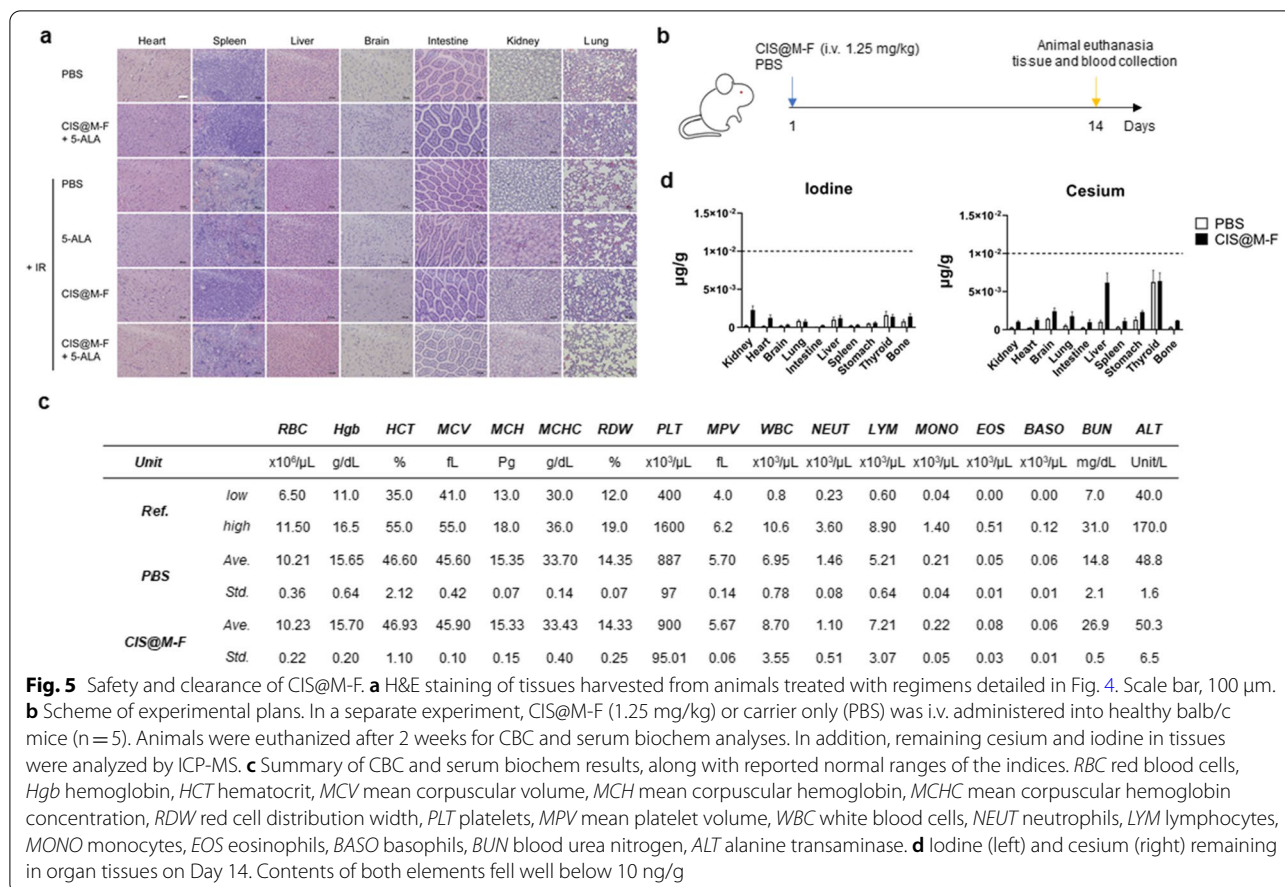 a
Heart Spleen Liver Brain Intestine Kidney Lung
PBS
CIS@M-F
+ 5-ALA
+ IR
PBS
5-ALA
CIS@M-F
CIS@M-F
+ 5-ALA
b
CIS@M-F (i.v. 1.25 mg/kg)
PBS
Animal euthanasia
tissue and blood collection
1 14 Days
d
Iodine
µg/g
1.5×10⁻²
1×10⁻²
5×10⁻³
0
Kidney Heart Brain Lung Intestine Liver Spleen Stomach Thyroid Bone
Cesium
µg/g
1.5×10⁻²
1×10⁻²
5×10⁻³
0
Kidney Heart Brain Lung Intestine Liver Spleen Stomach Thyroid Bone
PBS
CIS@M-F
c
RBC Hgb HCT MCV MCH MCHC RDW PLT MPV WBC NEUT LYM MONO EOS BASO BUN ALT
Unit x10⁶/µL g/dL % fL Pg g/dL % x10³/µL fL x10³/µL x10³/µL x10³/µL x10³/µL x10³/µL x10³/µL mg/dL Unit/L
Ref. low 6.50 11.0 35.0 41.0 13.0 30.0 12.0 400 4.0 0.8 0.23 0.60 0.04 0.00 0.00 7.0 40.0
high 11.50 16.5 55.0 55.0 18.0 36.0 19.0 1600 6.2 10.6 3.60 8.90 1.40 0.51 0.12 31.0 170.0
PBS Ave. 10.21 15.65 46.60 45.60 15.35 33.70 14.35 887 5.70 6.95 1.46 5.21 0.21 0.05 0.06 14.8 48.8
Std. 0.36 0.64 2.12 0.42 0.07 0.14 0.07 97 0.14 0.78 0.08 0.64 0.04 0.01 0.01 2.1 1.6
CIS@M-F Ave. 10.23 15.70 46.93 45.90 15.33 33.43 14.33 900 5.67 8.70 1.10 7.21 0.22 0.08 0.06 26.9 50.3
Std. 0.22 0.20 1.10 0.10 0.15 0.40 0.25 95.01 0.06 3.55 0.51 3.07 0.05 0.03 0.01 0.5 6.5
Fig. 5 Safety and clearance of CIS@M-F. a H&E staining of tissues harvested from animals treated with regimens detailed in Fig. 4. Scale bar, 100 µm.
b Scheme of experimental plans. In a separate experiment, CIS@M-F (1.25 mg/kg) or carrier only (PBS) was i.v. administered into healthy balb/c
mice (n = 5). Animals were euthanized after 2 weeks for CBC and serum biochem analyses. In addition, remaining cesium and iodine in tissues
were analyzed by ICP-MS. c Summary of CBC and serum biochem results, along with reported normal ranges of the indices. RBC red blood cells,
Hgb hemoglobin, HCT hematocrit, MCV mean corpuscular volume, MCH mean corpuscular hemoglobin, MCHC mean corpuscular hemoglobin
concentration, RDW red cell distribution width, PLT platelets, MPV mean platelet volume, WBC white blood cells, NEUT neutrophils, LYM lymphocytes,
MONO monocytes, EOS eosinophils, BASO basophils, BUN blood urea nitrogen, ALT alanine transaminase. d Iodine (left) and cesium (right) remaining
in organ tissues on Day 14. Contents of both elements fell well below 10 ng/g